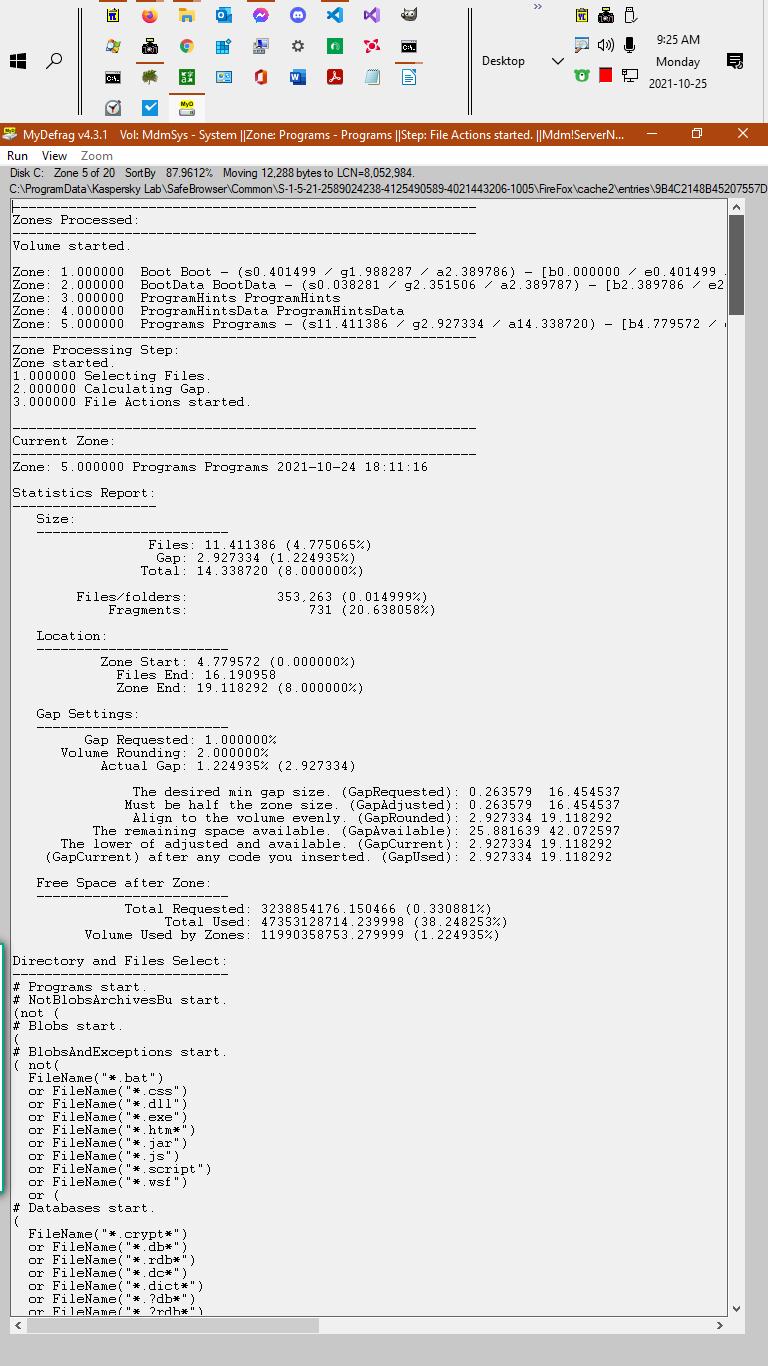 9:25 AM
Desktop
Monday
2021-10-25
MyDefrag v4.3.1 Vol: MdmSys - System ||Zone: Programs - Programs ||Step: File Actions started. ||Mdm!ServerN...
Run View Zoom
Disk C: Zone 5 of 20 SortBy 87.9612% Moving 12,288 bytes to LCN=8,052,984.
C:\ProgramData\Kaspersky Lab\SafeBrowser\Common\S-1-5-21-2589024238-4125490589-4021443206-1005\FireFox\cache2\entries\9B4C2148B45207557D
----------------------------------------------------------
Zones Processed:
----------------------------------------------------------
Volume started.
Zone: 1.000000 Boot Boot - (s0.401499 / g1.988287 / a2.389786) - [b0.000000 / e0.401499
Zone: 2.000000 BootData BootData - (s0.038281 / g2.351506 / a2.389787) - [b2.389786 / e2
Zone: 3.000000 ProgramHints ProgramHints
Zone: 4.000000 ProgramHintsData ProgramHintsData
Zone: 5.000000 Programs Programs - (s11.411386 / g2.927334 / a14.338720) - [b4.779572 /
----------------------------------------------------------
Zone Processing Step:
Zone started.
1.000000 Selecting Files.
2.000000 Calculating Gap.
3.000000 File Actions started.
----------------------------------------------------------
Current Zone:
----------------------------------------------------------
Zone: 5.000000 Programs Programs 2021-10-24 18:11:16
Statistics Report:
------------------
Size:
------------------------
Files: 11.411386 (4.775065%)
Gap: 2.927334 (1.224935%)
Total: 14.338720 (8.000000%)
Files/folders: 353,263 (0.014999%)
Fragments: 731 (20.638058%)
Location:
------------------------
Zone Start: 4.779572 (0.000000%)
Files End: 16.190958
Zone End: 19.118292 (8.000000%)
Gap Settings:
------------------------
Gap Requested: 1.000000%
Volume Rounding: 2.000000%
Actual Gap: 1.224935% (2.927334)
The desired min gap size. (GapRequested): 0.263579 16.454537
Must be half the zone size. (GapAdjusted): 0.263579 16.454537
Align to the volume evenly. (GapRounded): 2.927334 19.118292
The remaining space available. (GapAvailable): 25.881639 42.072597
The lower of adjusted and available. (GapCurrent): 2.927334 19.118292
(GapCurrent) after any code you inserted. (GapUsed): 2.927334 19.118292
Free Space after Zone:
------------------------
Total Requested: 3238854176.150466 (0.330881%)
Total Used: 47353128714.239998 (38.248253%)
Volume Used by Zones: 11990358753.279999 (1.224935%)
Directory and Files Select:
---------------------------
# Programs start.
# NotBlobsArchivesBu start.
(not (
# Blobs start.
(
# BlobsAndExceptions start.
( not(
FileName("*.bat")
or FileName("*.css")
or FileName("*.dll")
or FileName("*.exe")
or FileName("*.htm*")
or FileName("*.jar")
or FileName("*.js")
or FileName("*.script")
or FileName("*.wsf")
or (
# Databases start.
(
FileName("*.crypt*")
or FileName("*.db*")
or FileName("*.rdb*")
or FileName("*.dc*")
or FileName("*.dict*")
or FileName("*.?db*")
or FileName("*.?rdb*")